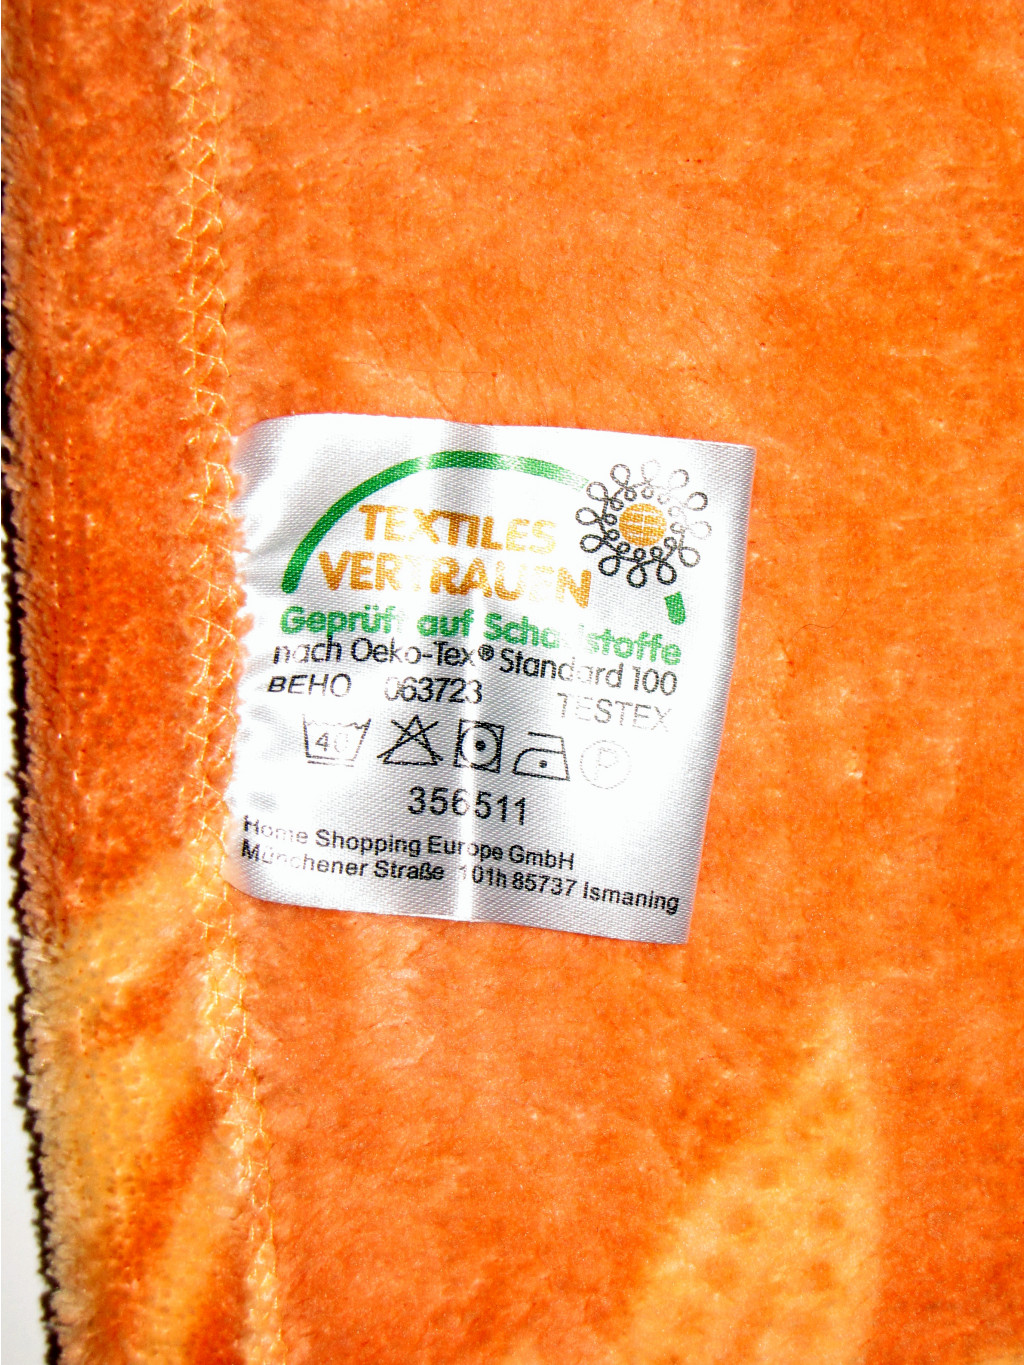 TEXTILES
VERTRAUEN
Geprüft auf Schadstoffe
nach Oeko-Tex® Standard 100
BEHO 063723 TESTEX
40 P
356511
Home Shopping Europe GmbH
Münchener Straße 101h 85737 Ismaning